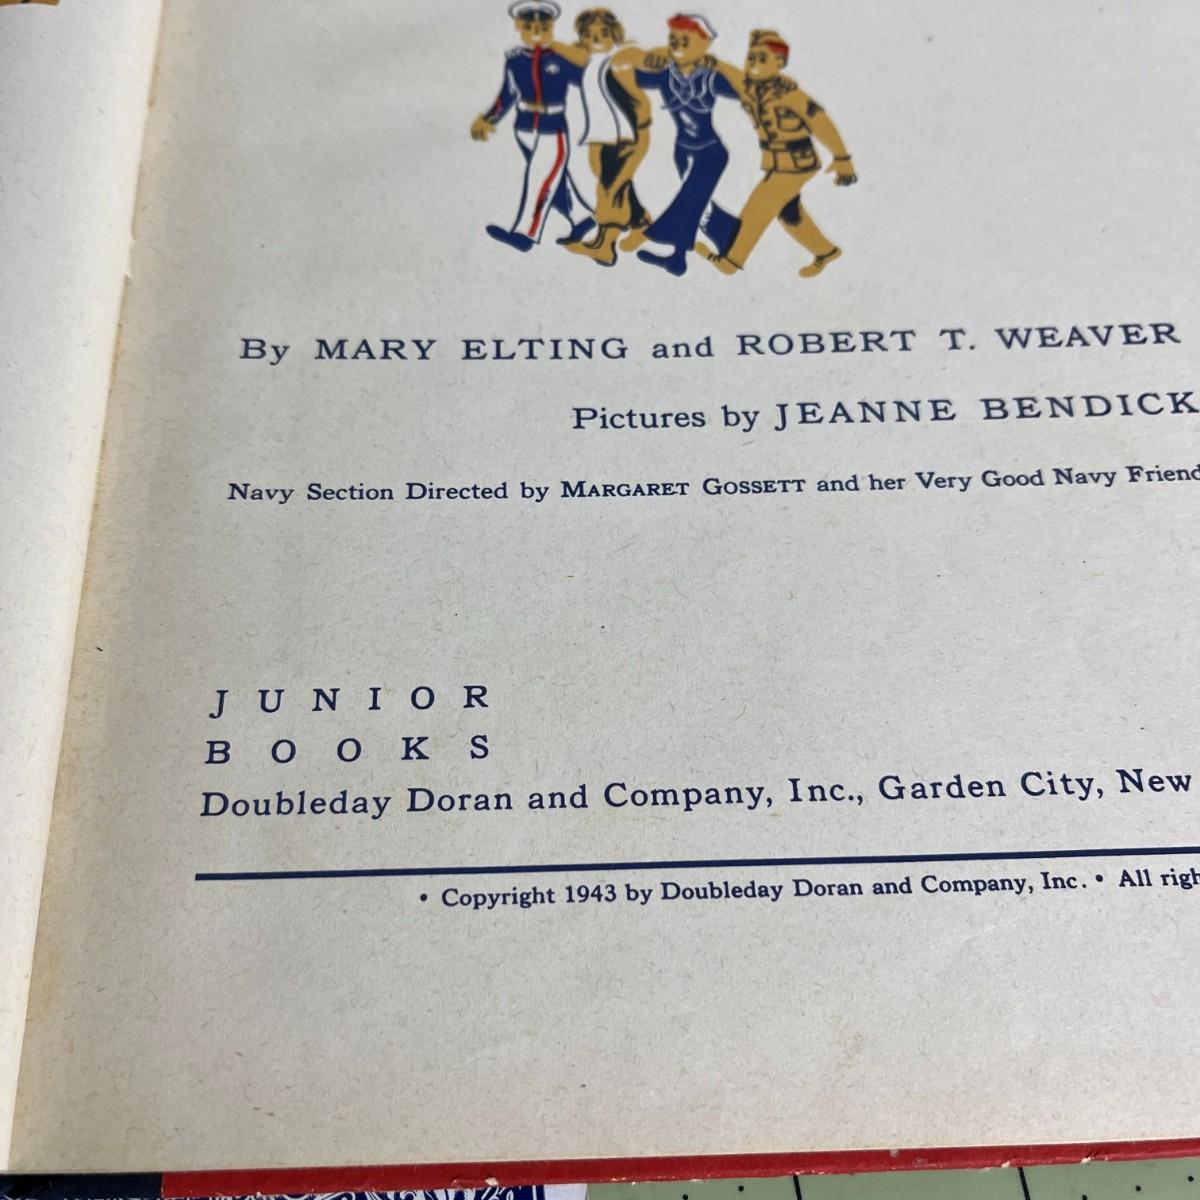 By MARY ELTING and ROBERT T. WEAVER
Pictures by JEANNE BENDICK
Navy Section Directed by MARGARET GOSSETT and her Very Good Navy Friend
JUNIOR
BOOKS
Doubleday Doran and Company, Inc., Garden City, New
• Copyright 1943 by Doubleday Doran and Company, Inc. • All